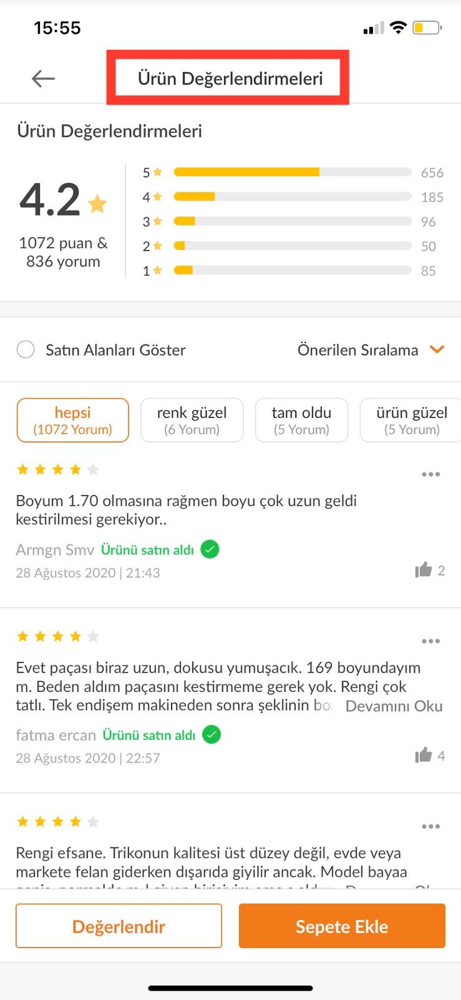 15:55
Ürün Değerlendirmeleri
Ürün Değerlendirmeleri
4.2
1072 puan &
836 yorum
5 656
4 185
3 96
2 50
1 85
Satın Alanları Göster
Önerilen Sıralama
hepsi
(1072 Yorum)
renk güzel
(6 Yorum)
tam oldu
(5 Yorum)
ürün güzel
(5 Yorum)
Boyum 1.70 olmasına rağmen boyu çok uzun geldi
kestirilmesi gerekiyor..
Armgn Smv Ürünü satın aldı
28 Ağustos 2020 | 21:43
2
Evet paçası biraz uzun, dokusu yumuşacık. 169 boyundayım
m. Beden aldım paçasını kestirmeme gerek yok. Rengi çok
tatlı. Tek endişem makineden sonra şeklinin Devamını Oku
fatma ercan Ürünü satın aldı
28 Ağustos 2020 | 22:57
4
Rengi efsane. Trikonun kalitesi üst düzey değil, evde veya
markete felan giderken dışarıda giyilir ancak. Model bayaa
Değerlendir
Sepete Ekle